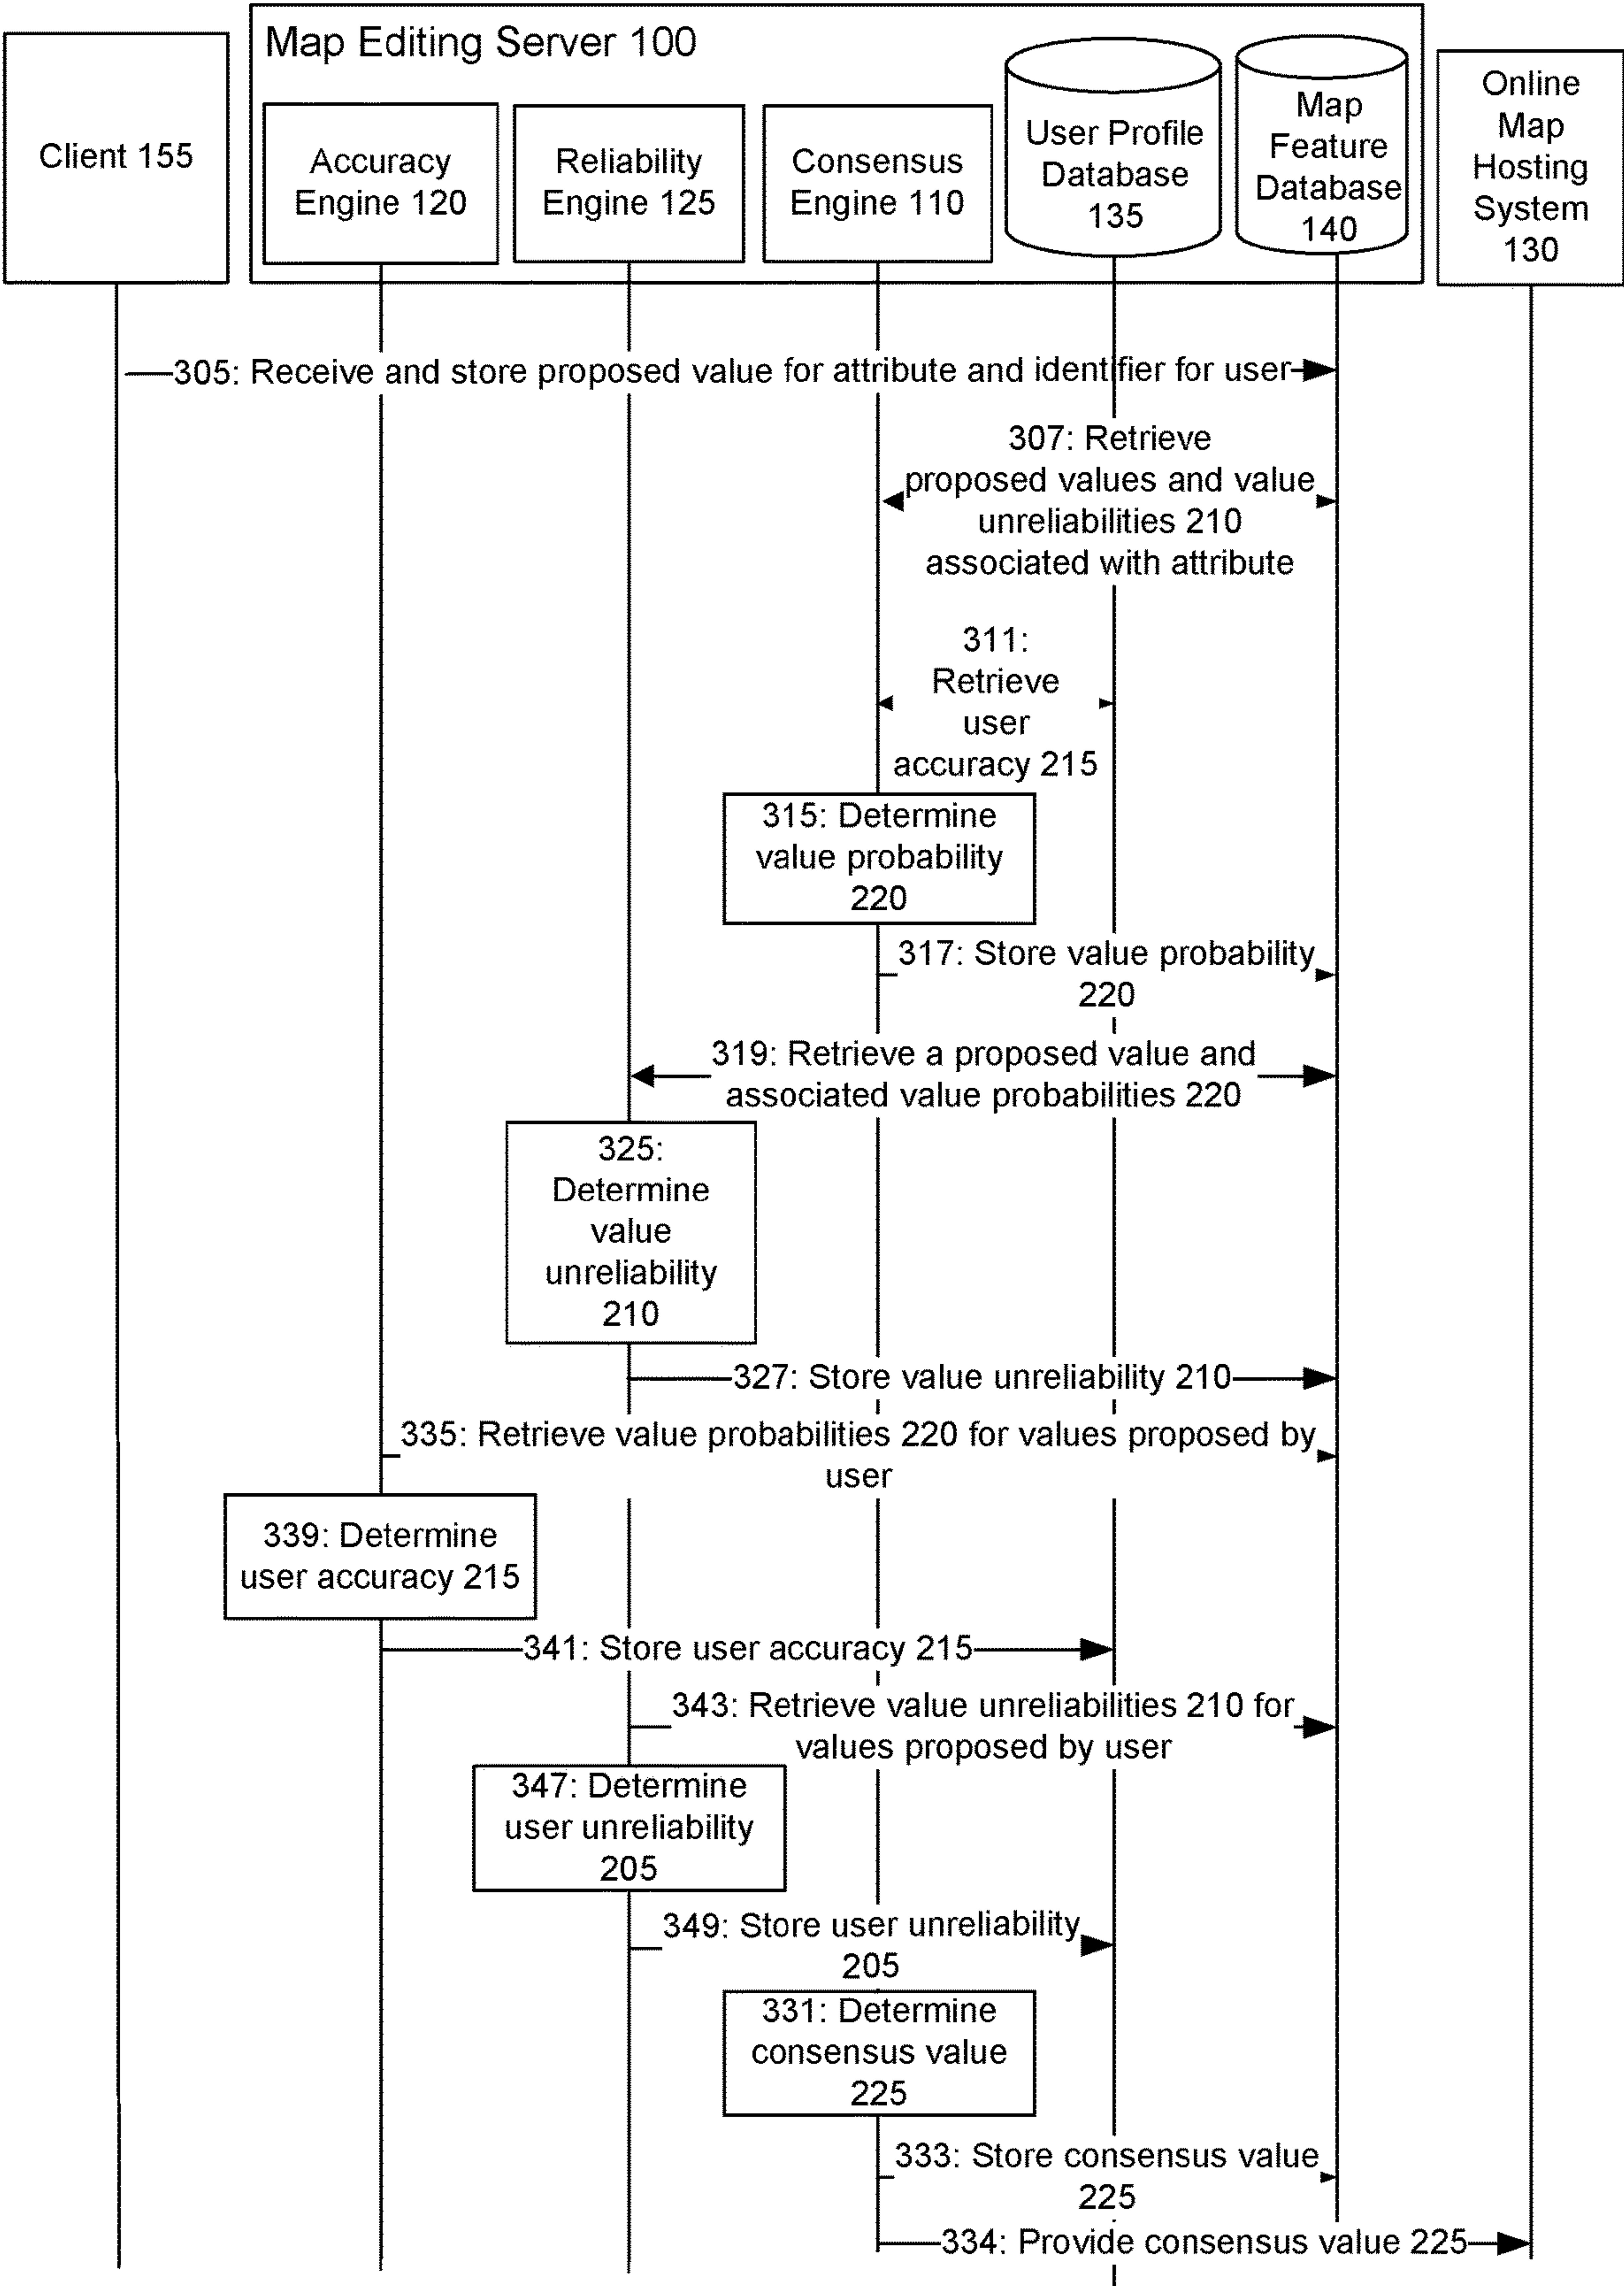 Map Editing Server 100
Client 155
Accuracy
Engine 120
Reliability
Engine 125
Consensus
Engine 110
User Profile
Database
135
Map
Feature
Database
140
Online
Map
Hosting
System
130
305: Receive and store proposed value for attribute and identifier for user
307: Retrieve
proposed values and value
unreliabilities 210
associated with attribute
311:
Retrieve
user
accuracy 215
315: Determine
value probability
220
317: Store value probability
220
319: Retrieve a proposed value and
associated value probabilities 220
325:
Determine
value
unreliability
210
327: Store value unreliability 210
335: Retrieve value probabilities 220 for values proposed by
user
339: Determine
user accuracy 215
341: Store user accuracy 215
343: Retrieve value unreliabilities 210 for
values proposed by user
347: Determine
user unreliability
205
349: Store user unreliability
205
331: Determine
consensus value
225
333: Store consensus value
225
334: Provide consensus value 225